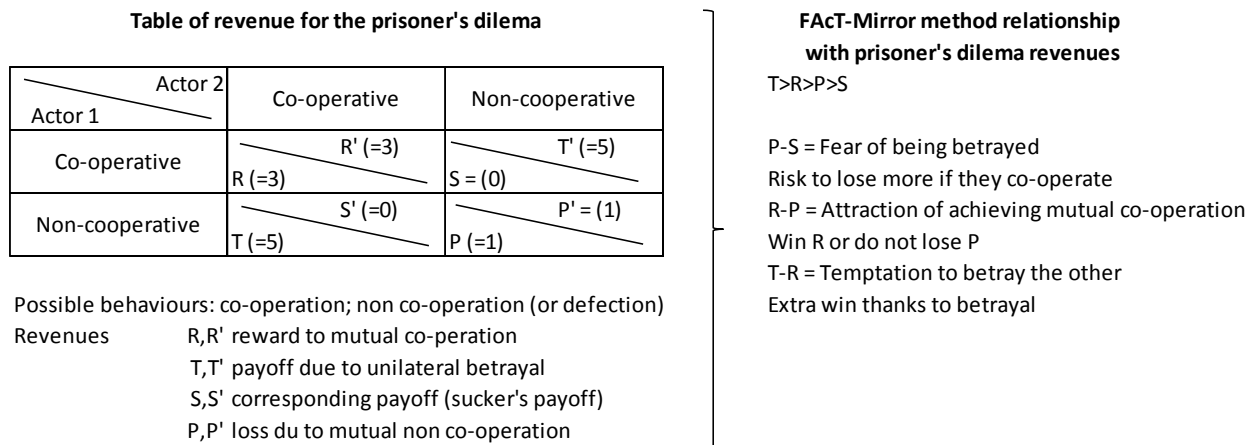 Table of revenue for the prisoner's dilema
Actor 2
Actor 1
Co-operative
Non-cooperative
Co-operative
R' (=3)
R (=3)
T' (=5)
S = (0)
Non-cooperative
S' (=0)
T (=5)
P' = (1)
P (=1)
Possible behaviours: co-operation; non co-operation (or defection)
Revenues R,R' reward to mutual co-peration
T,T' payoff due to unilateral betrayal
S,S' corresponding payoff (sucker's payoff)
P,P' loss du to mutual non co-operation
FAcT-Mirror method relationship
with prisoner's dilema revenues
T>R>P>S
P-S = Fear of being betrayed
Risk to lose more if they co-operate
R-P = Attraction of achieving mutual co-operation
Win R or do not lose P
T-R = Temptation to betray the other
Extra win thanks to betrayal